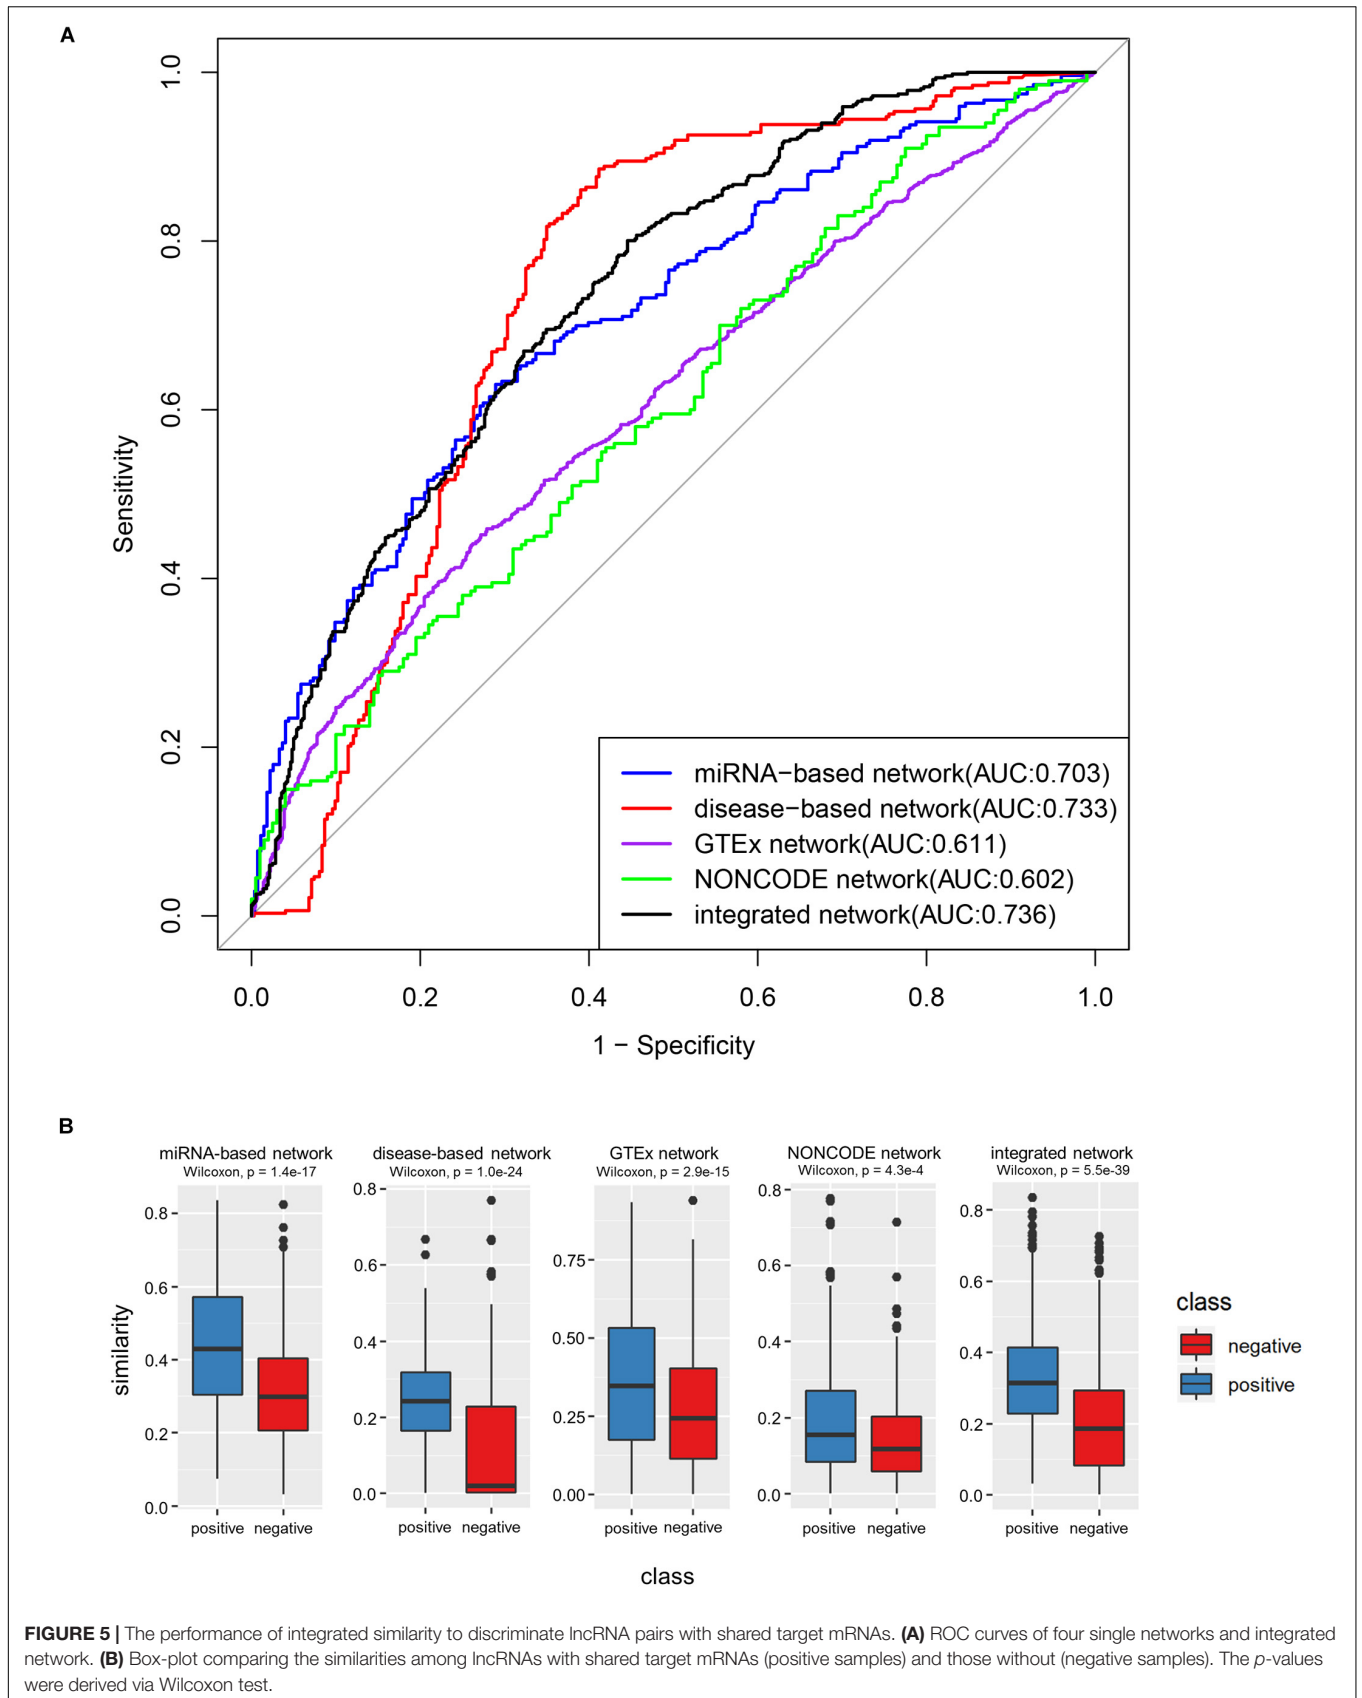 A
1.0
0.8
0.6
0.4
0.2
0.0
Sensitivity
miRNA−based network(AUC:0.703)
disease−based network(AUC:0.733)
GTEx network(AUC:0.611)
NONCODE network(AUC:0.602)
integrated network(AUC:0.736)
0.0 0.2 0.4 0.6 0.8 1.0
1 − Specificity
B
miRNA-based network
Wilcoxon, p = 1.4e-17
0.8
0.6
0.4
0.2
0.0
positive negative
similarity
disease-based network
Wilcoxon, p = 1.0e-24
0.8
0.6
0.4
0.2
0.0
positive negative
GTEx network
Wilcoxon, p = 2.9e-15
0.75
0.50
0.25
0.00
positive negative
NONCODE network
Wilcoxon, p = 4.3e-4
0.8
0.6
0.4
0.2
0.0
positive negative
integrated network
Wilcoxon, p = 5.5e-39
0.8
0.6
0.4
0.2
0.0
positive negative
class
negative
positive
class
FIGURE 5 | The performance of integrated similarity to discriminate lncRNA pairs with shared target mRNAs. (A) ROC curves of four single networks and integrated
network. (B) Box-plot comparing the similarities among lncRNAs with shared target mRNAs (positive samples) and those without (negative samples). The p-values
were derived via Wilcoxon test.